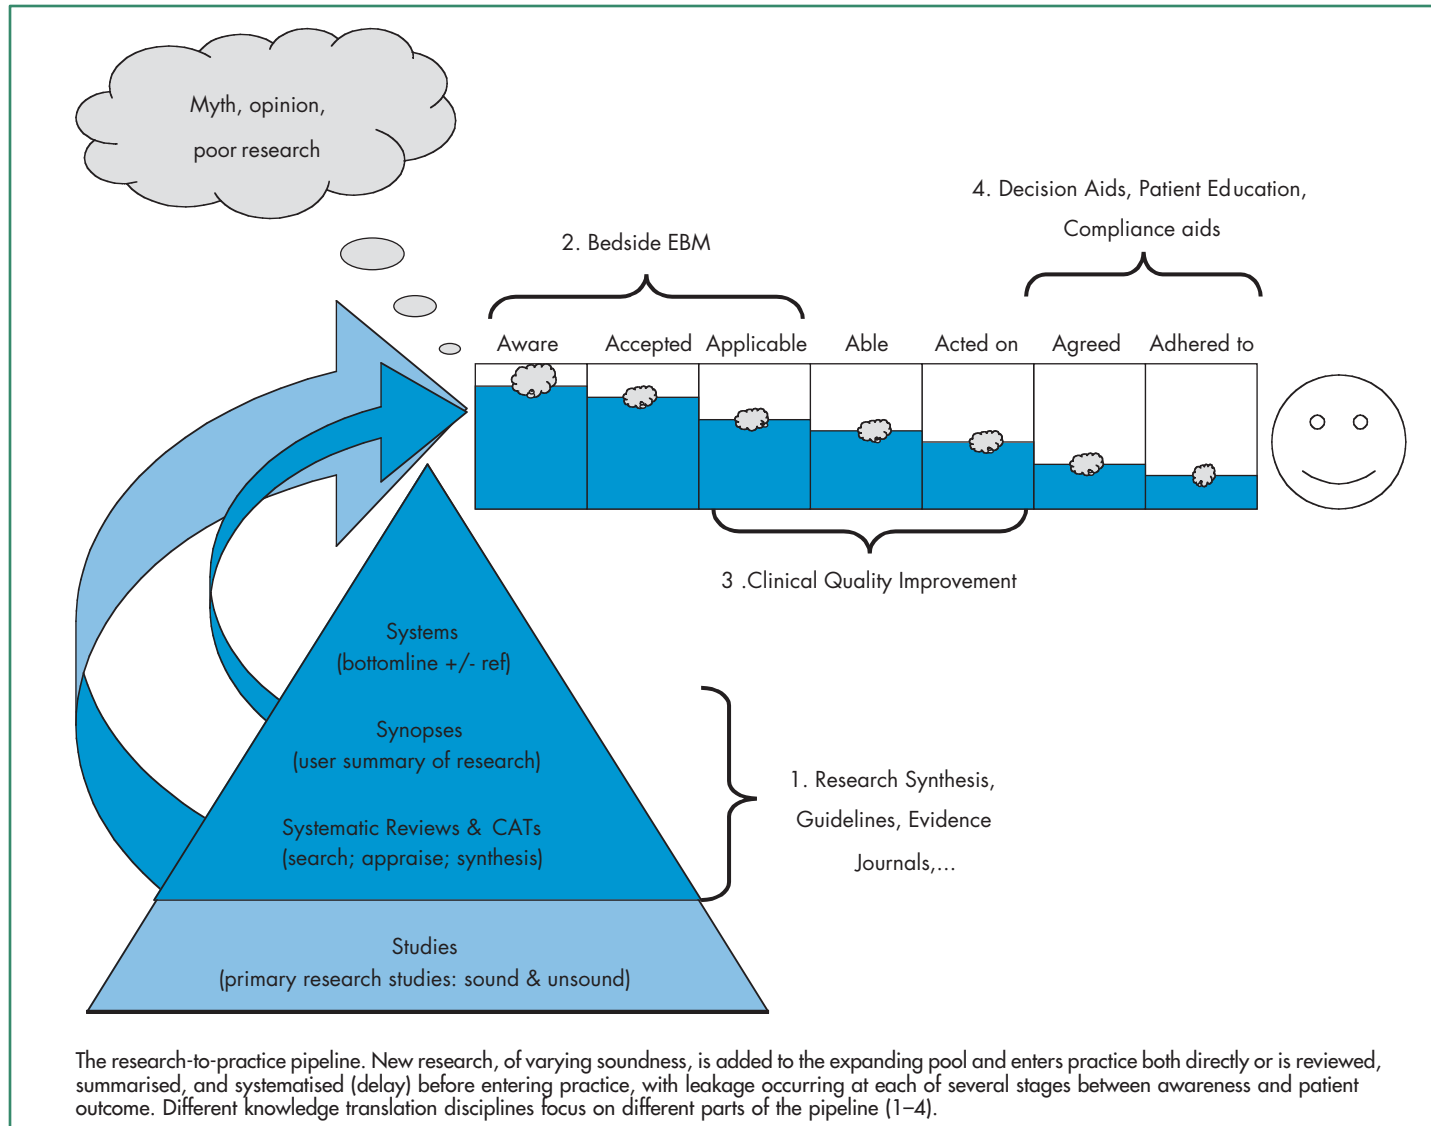 Myth, opinion,
poor research
4. Decision Aids, Patient Education,
Compliance aids
2. Bedside EBM
Aware Accepted Applicable Able Acted on Agreed Adhered to
3 .Clinical Quality Improvement
Systems
(bottomline +/- ref)
Synopses
(user summary of research)
Systematic Reviews & CATs
(search; appraise; synthesis)
1. Research Synthesis,
Guidelines, Evidence
Journals,...
Studies
(primary research studies: sound & unsound)
The research-to-practice pipeline. New research, of varying soundness, is added to the expanding pool and enters practice both directly or is reviewed,
summarised, and systematised (delay) before entering practice, with leakage occurring at each of several stages between awareness and patient
outcome. Different knowledge translation disciplines focus on different parts of the pipeline (1–4).